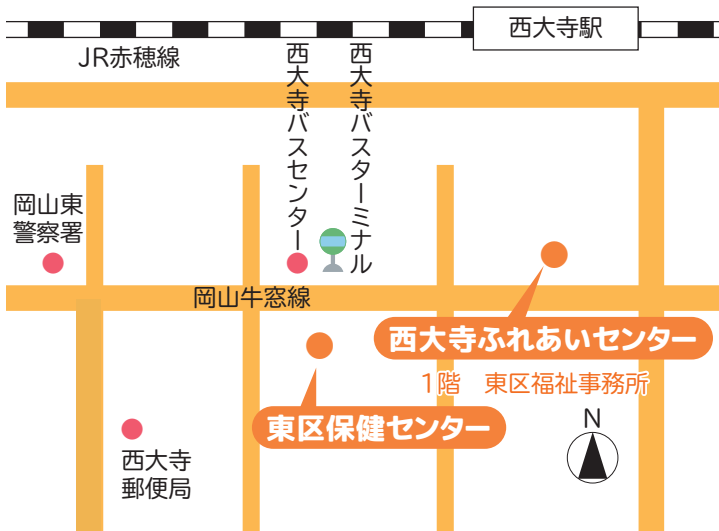 西大寺駅
JR赤穂線
西大寺バスセンター
西大寺バスターミナル
岡山東
警察署
岡山牛窓線
西大寺ふれあいセンター
1階　東区福祉事務所
東区保健センター
N
西大寺
郵便局